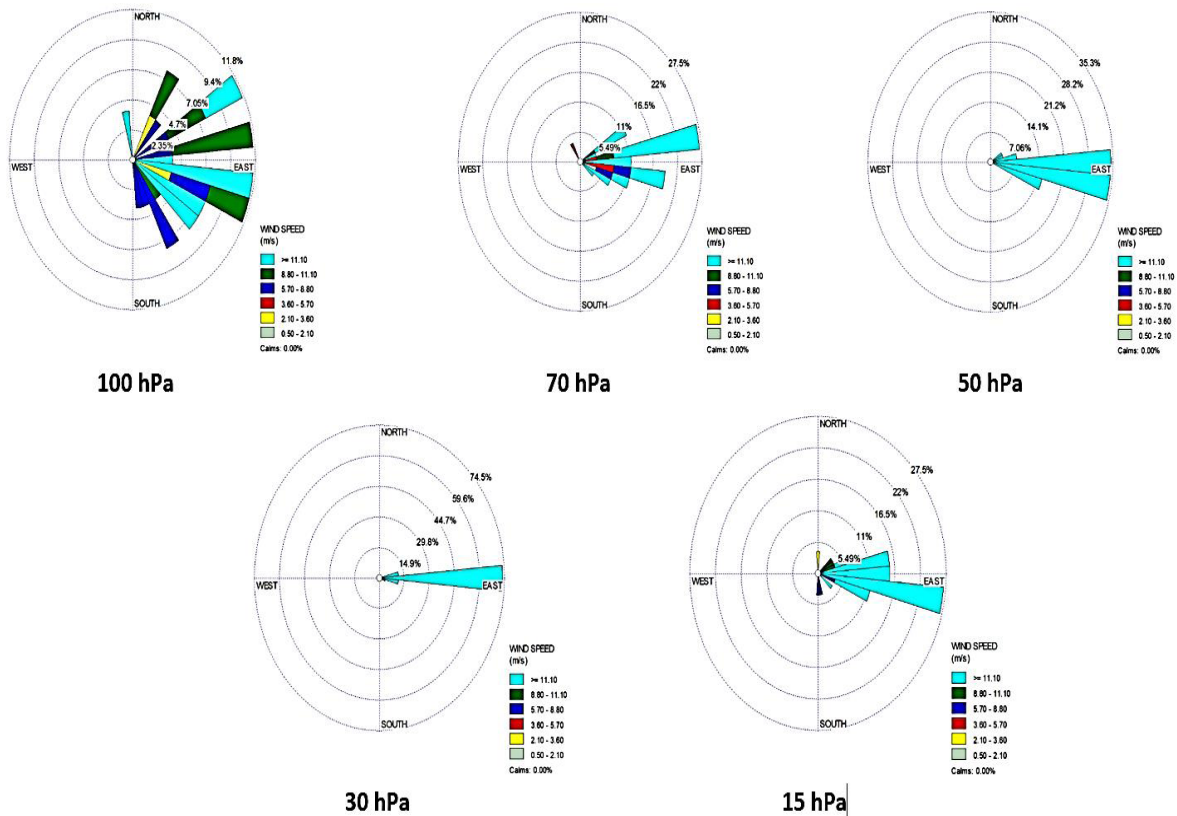 NORTH
11.8%
9.4%
7.05%
4.7%
2.35%
WEST
EAST
SOUTH
WIND SPEED
(m/s)
>= 11.10
8.80 - 11.10
5.70 - 8.80
3.60 - 5.70
2.10 - 3.60
0.50 - 2.10
Calms: 0.00%
100 hPa
NORTH
27.5%
22%
16.5%
11%
5.49%
WEST
EAST
SOUTH
WIND SPEED
(m/s)
>= 11.10
8.80 - 11.10
5.70 - 8.80
3.60 - 5.70
2.10 - 3.60
0.50 - 2.10
Calms: 0.00%
70 hPa
NORTH
35.3%
28.2%
21.2%
14.1%
7.06%
WEST
EAST
SOUTH
WIND SPEED
(m/s)
>= 11.10
8.80 - 11.10
5.70 - 8.80
3.60 - 5.70
2.10 - 3.60
0.50 - 2.10
Calms: 0.00%
50 hPa
NORTH
74.5%
59.6%
44.7%
29.8%
14.9%
WEST
EAST
SOUTH
WIND SPEED
(m/s)
>= 11.10
8.80 - 11.10
5.70 - 8.80
3.60 - 5.70
2.10 - 3.60
0.50 - 2.10
Calms: 0.00%
30 hPa
NORTH
27.5%
22%
16.5%
11%
5.49%
WEST
EAST
SOUTH
WIND SPEED
(m/s)
>= 11.10
8.80 - 11.10
5.70 - 8.80
3.60 - 5.70
2.10 - 3.60
0.50 - 2.10
Calms: 0.00%
15 hPa